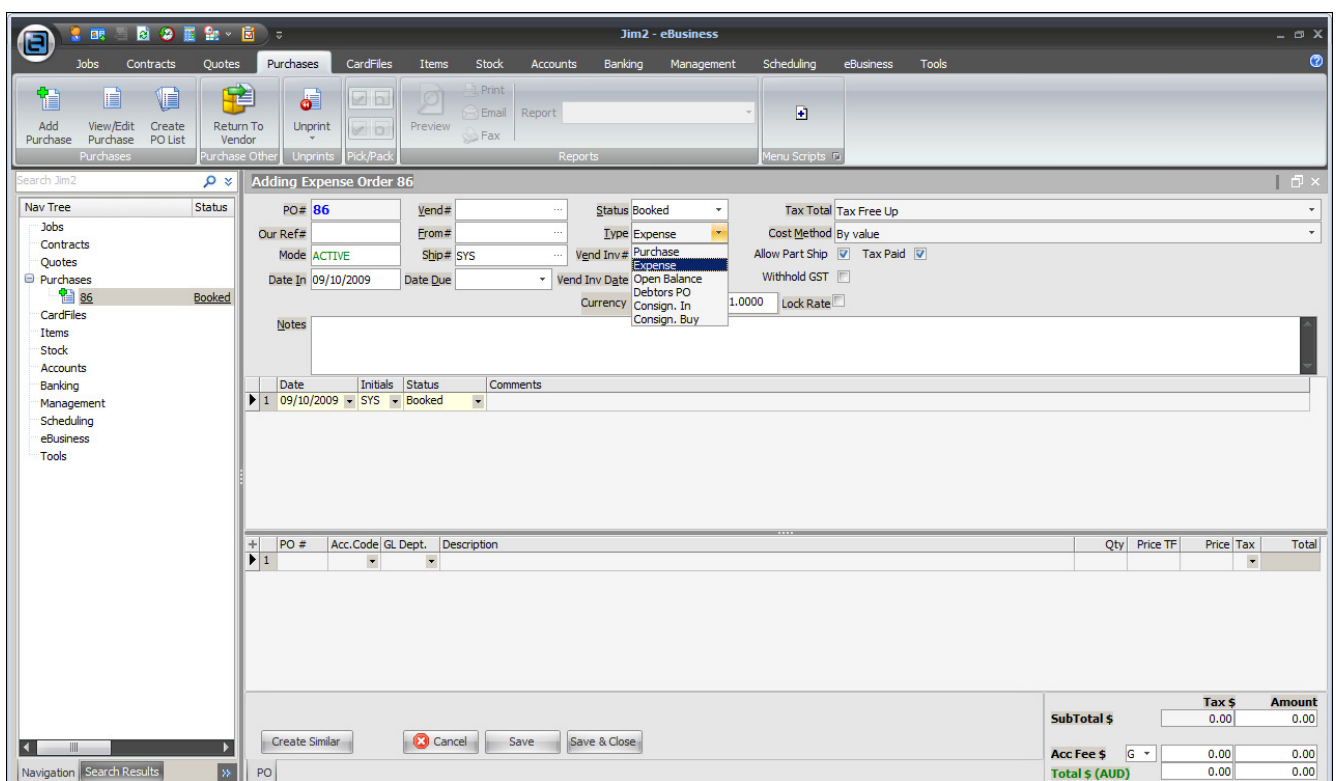 Jim2 - eBusiness
Jobs Contracts Quotes Purchases CardFiles Items Stock Accounts Banking Management Scheduling eBusiness Tools
Add Purchase View/Edit Purchase Create PO List Return To Vendor Unprint Preview Print Email Fax Report
Purchases Purchase Other Unprints Pick/Pack Reports Menu Scripts
Search Jim2 Adding Expense Order 86
Nav Tree Status
Jobs
Contracts
Quotes
Purchases
86 Booked
CardFiles
Items
Stock
Accounts
Banking
Management
Scheduling
eBusiness
Tools
PO# 86 Vend# Status Booked Tax Total Tax Free Up
Our Ref# From# Type Expense Cost Method By value
Mode ACTIVE Ship# SYS Vend Inv# Allow Part Ship Tax Paid
Date In 09/10/2009 Date Due Vend Inv Date Withhold GST
Currency 1.0000 Lock Rate
Purchase
Expense
Open Balance
Debtors PO
Consign. In
Consign. Buy
Notes
Date Initials Status Comments
1 09/10/2009 SYS Booked
+ PO # Acc.Code GL Dept. Description Qty Price TF Price Tax Total
1
Tax $ Amount
SubTotal $ 0.00 0.00
Create Similar Cancel Save Save & Close
Acc Fee $ G 0.00 0.00
Total $ (AUD) 0.00 0.00
Navigation Search Results PO